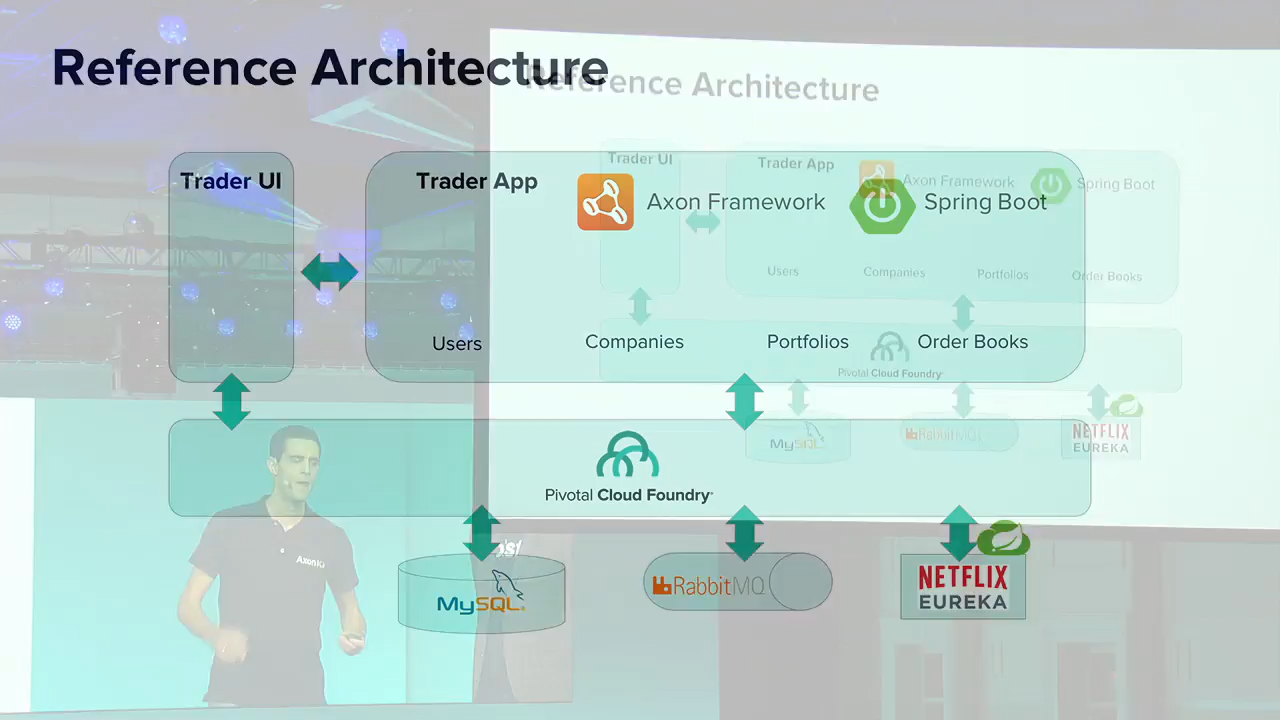 Reference Architecture
Trader UI
Trader App
Axon Framework
Spring Boot
Users
Companies
Portfolios
Order Books
Pivotal Cloud Foundry
MySQL
RabbitMQ
NETFLIX
EUREKA
Reference Architecture
Trader UI
Trader App
Axon Framework
Spring Boot
Users
Companies
Portfolios
Order Books
Pivotal Cloud Foundry
MySQL
RabbitMQ
NETFLIX
EUREKA